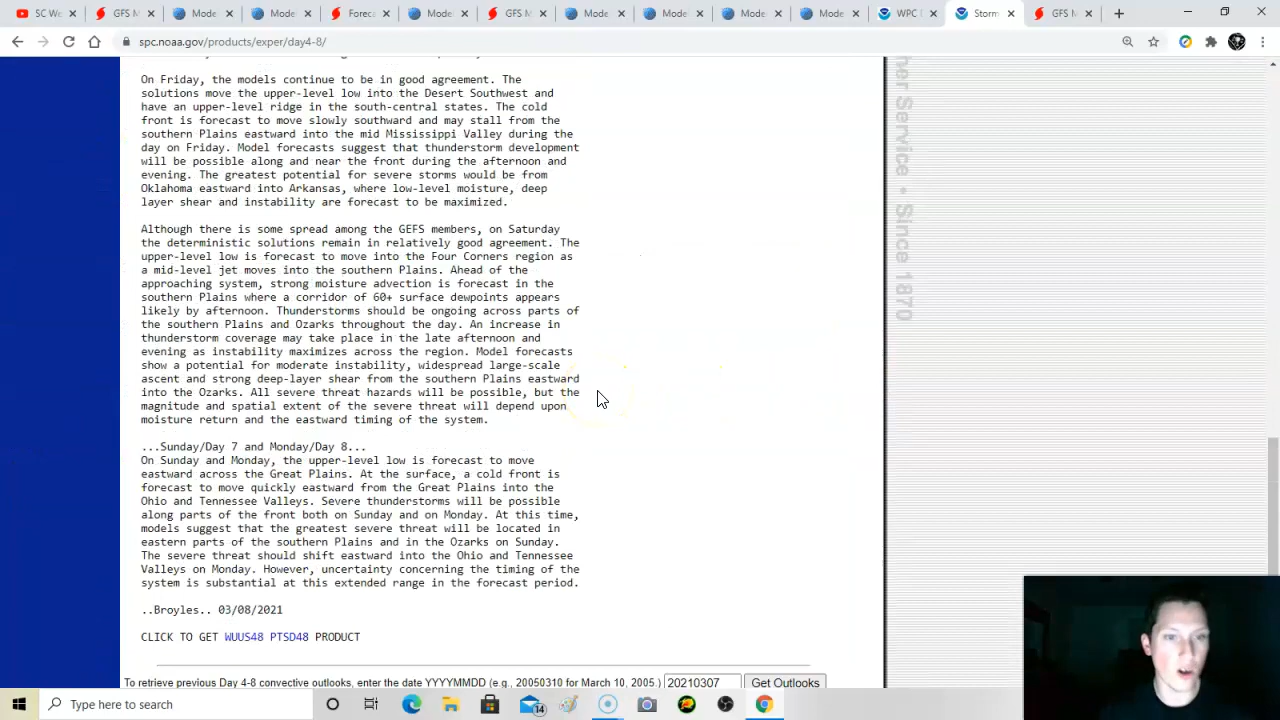 SC We
GFS M
Mode
Mode
Foreca
Mode
GFS M
Mode
Mode
Mode
Mode
WPC
Storm
GFS M
spc.noaa.gov/products/exper/day4-8/
On Friday, the models continue to be in good agreement. The
solutions move the upper-level low into the Desert Southwest and
have an upper-level ridge in the south-central states. The cold
front is forecast to move slowly southward and may stall from the
southern Plains eastward into the mid Mississippi Valley during the
day on Friday. Model forecasts suggest that thunderstorm development
will be possible along and near the front during the afternoon and
evening. The greatest potential for severe storms would be from
Oklahoma eastward into Arkansas, where low-level moisture, deep
layer shear and instability are forecast to be maximized.
Although there is some spread among the GEFS members, on Saturday
the deterministic solutions remain in relatively good agreement. The
upper-level low is forecast to move into the Four Corners region as
a mid-level jet moves into the southern Plains. Ahead of the
approaching system, strong moisture advection is forecast in the
southern Plains where a corridor of 60+ surface dewpoints appears
likely by afternoon. Thunderstorms should be ongoing across parts of
the southern Plains and Ozarks throughout the day. An increase in
thunderstorm coverage may take place in the late afternoon and
evening as instability maximizes across the region. Model forecasts
show a potential for moderate instability, widespread large-scale
ascent and strong deep-layer shear from the southern Plains eastward
into the Ozarks. All severe threat hazards will be possible, but the
magnitude and spatial extent of the severe threat will depend upon
moisture return and the eastward timing of the system.
...Sunday/Day 7 and Monday/Day 8...
On Sunday and Monday, the upper-level low is forecast to move
eastward across the Great Plains. At the surface, a cold front is
forecast to move quickly eastward from the Great Plains into the
Ohio and Tennessee Valleys. Severe thunderstorms will be possible
along parts of the front both on Sunday and on Monday. At this time,
models suggest that the greatest severe threat will be located in
eastern parts of the southern Plains and in the Ozarks on Sunday.
The severe threat should shift eastward into the Ohio and Tennessee
Valleys on Monday. However, uncertainty concerning the timing of the
system is substantial at this extended range in the forecast period.
..Broyles.. 03/08/2021
CLICK TO GET WUUS48 PTSD48 PRODUCT
To retrieve previous Day 4-8 convective outlooks, enter the date YYYYMMDD (e.g., 20050310 for March 10, 2005.) 20210307 Get Outlooks
her Service • Since 1870
Type here to search
14